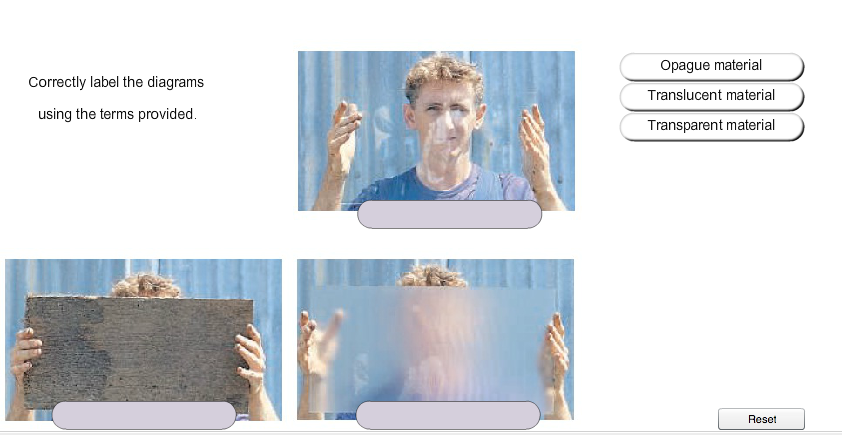 Correctly label the diagrams
using the terms provided.
Opague material
Translucent material
Transparent material
Reset